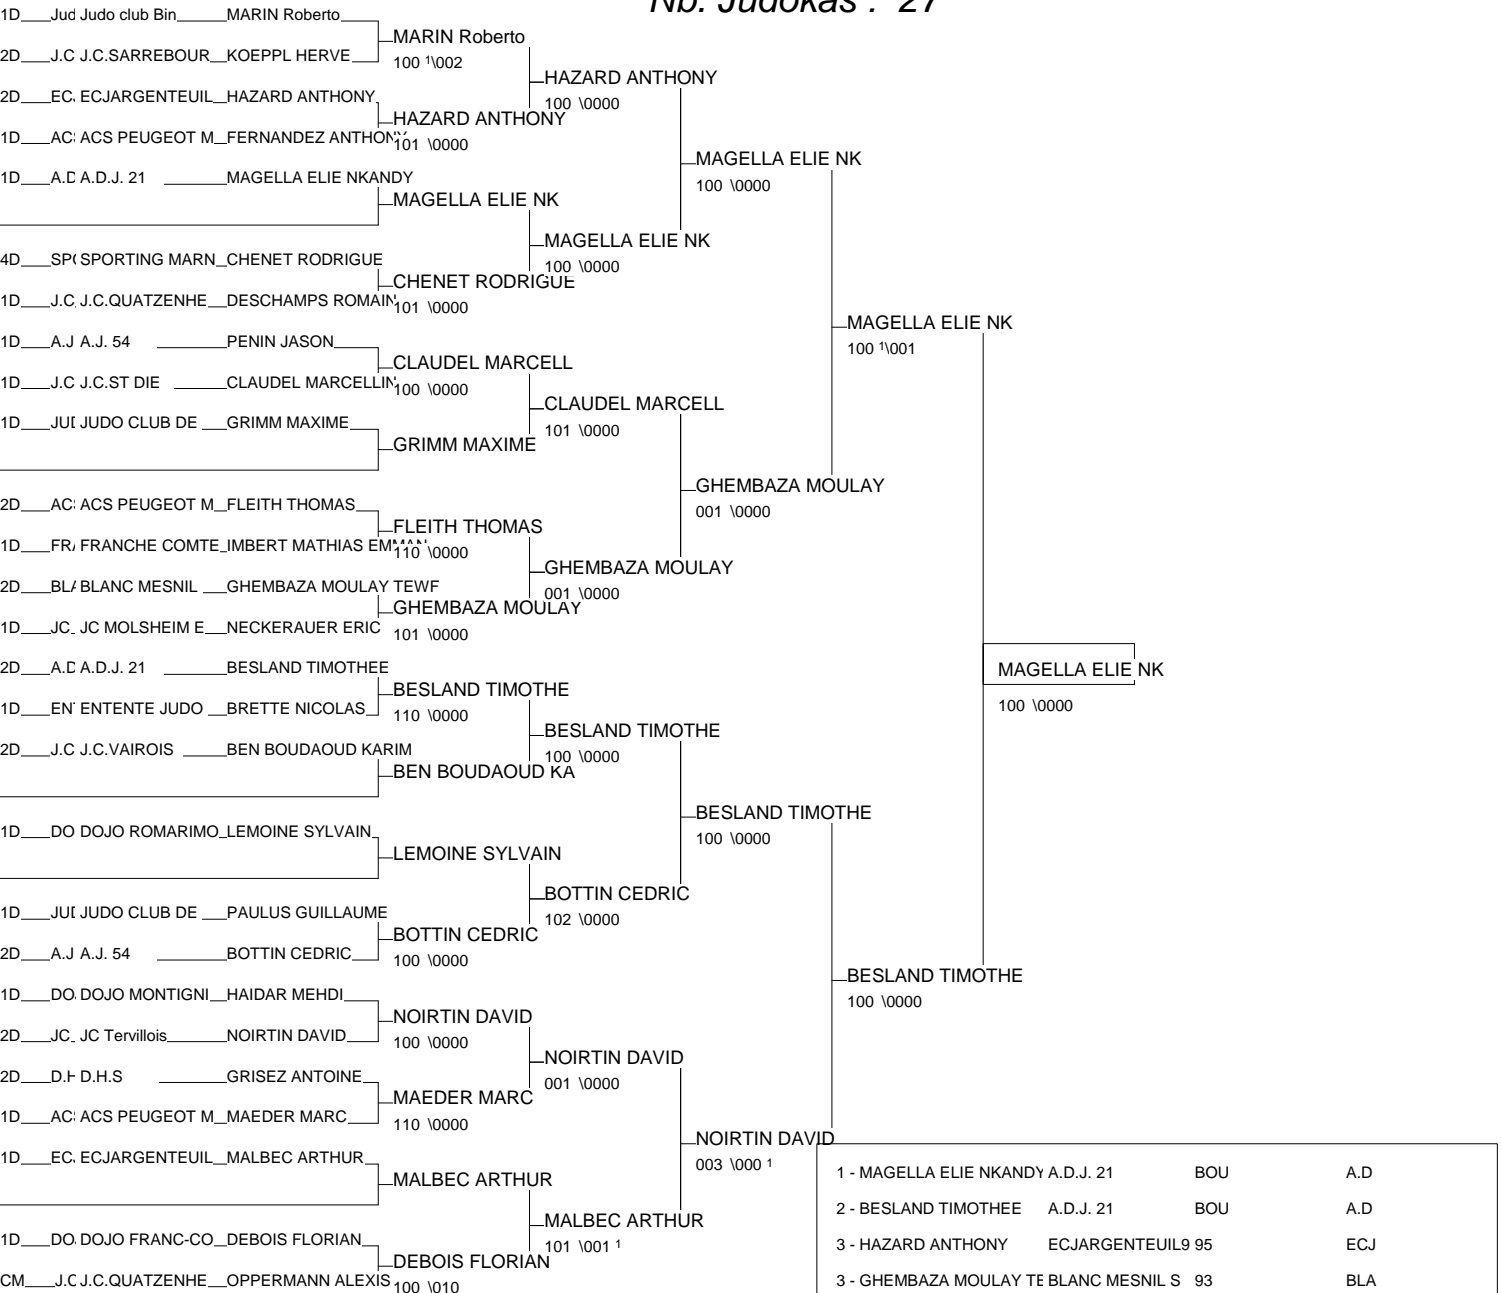 Nb. Judokas : 27
1D Jud Judo club Bin MARIN Roberto
MARIN Roberto
2D J.C J.C.SARREBOUR KOEPPL HERVE
100 1\002
HAZARD ANTHONY
2D EC. ECJARGENTEUIL HAZARD ANTHONY
100 \0000
HAZARD ANTHONY
1D AC ACS PEUGEOT M FERNANDEZ ANTHONY
101 \0000
MAGELLA ELIE NK
1D A.D A.D.J. 21 MAGELLA ELIE NKANDY
100 \0000
MAGELLA ELIE NK
MAGELLA ELIE NK
4D SPO SPORTING MARN CHENET RODRIGUE
100 \0000
CHENET RODRIGUE
1D J.C J.C.QUATZENHE DESCHAMPS ROMAIN
101 \0000
MAGELLA ELIE NK
1D A.J A.J. 54 PENIN JASON
100 1\001
CLAUDEL MARCELL
1D J.C J.C.ST DIE CLAUDEL MARCELLIN
100 \0000
CLAUDEL MARCELL
1D JUD JUDO CLUB DE GRIMM MAXIME
101 \0000
GRIMM MAXIME
GHEMBAZA MOULAY
2D ACS ACS PEUGEOT M FLEITH THOMAS
001 \0000
FLEITH THOMAS
1D FRA FRANCHE COMTE IMBERT MATHIAS EMMAN
110 \0000
GHEMBAZA MOULAY
2D BLA BLANC MESNIL GHEMBAZA MOULAY TEWF
001 \0000
GHEMBAZA MOULAY
1D JC JC MOLSHEIM E NECKERAUER ERIC
101 \0000
2D A.D A.D.J. 21 BESLAND TIMOTHEE
MAGELLA ELIE NK
BESLAND TIMOTHE
1D ENT ENTENTE JUDO BRETTE NICOLAS
100 \0000
110 \0000
BESLAND TIMOTHE
2D J.C J.C.VAIROIS BEN BOUDAOUD KARIM
100 \0000
BEN BOUDAOUD KA
BESLAND TIMOTHE
1D DO DOJO ROMARIMO LEMOINE SYLVAIN
100 \0000
LEMOINE SYLVAIN
BOTTIN CEDRIC
1D JUD JUDO CLUB DE PAULUS GUILLAUME
102 \0000
BOTTIN CEDRIC
2D A.J A.J. 54 BOTTIN CEDRIC
100 \0000
BESLAND TIMOTHE
1D DO DOJO MONTIGNI HAIDAR MEHDI
100 \0000
NOIRTIN DAVID
2D JC JC Tervillois NOIRTIN DAVID
100 \0000
NOIRTIN DAVID
2D D.H D.H.S GRISEZ ANTOINE
001 \0000
MAEDER MARC
1D ACS ACS PEUGEOT M MAEDER MARC
110 \0000
NOIRTIN DAVID
1D EC. ECJARGENTEUIL MALBEC ARTHUR
003 \000 1
MALBEC ARTHUR
MALBEC ARTHUR
1D DO DOJO FRANC-CO DEBOIS FLORIAN
101 \001 1
DEBOIS FLORIAN
CM J.C J.C.QUATZENHE OPPERMANN ALEXIS
100 \010
1 - MAGELLA ELIE NKANDY A.D.J. 21 BOU A.D
2 - BESLAND TIMOTHEE A.D.J. 21 BOU A.D
3 - HAZARD ANTHONY ECJARGENTEUIL9 95 ECJ
3 - GHEMBAZA MOULAY TE BLANC MESNIL S 93 BLA